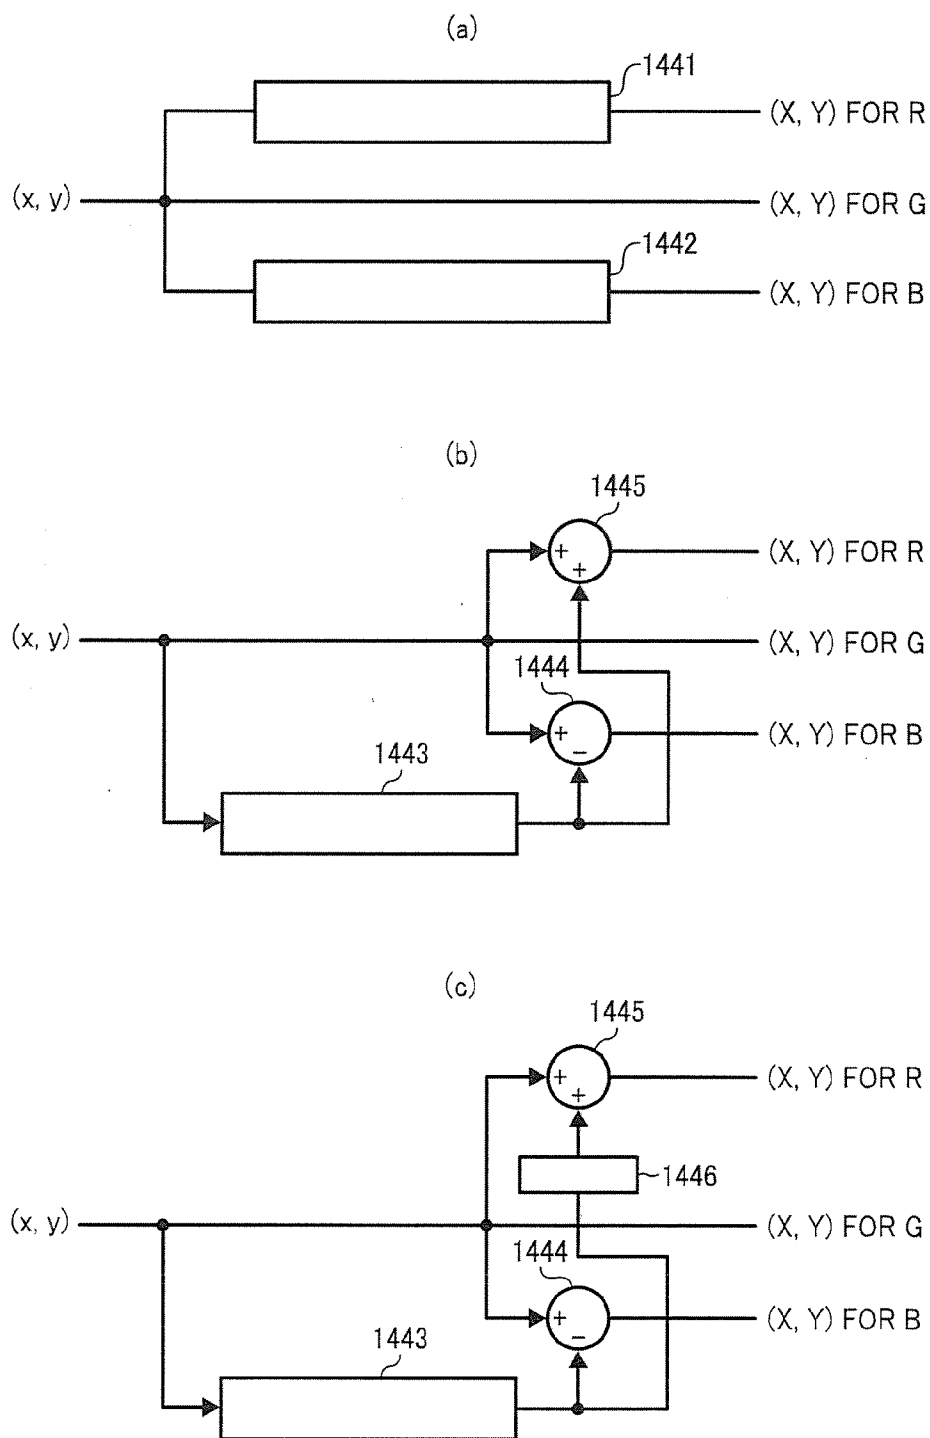 (a)
1441
(X, Y) FOR R
(x, y)
(X, Y) FOR G
1442
(X, Y) FOR B
(b)
1445
+
+
(X, Y) FOR R
(x, y)
(X, Y) FOR G
1444
+
−
(X, Y) FOR B
1443
(c)
1445
+
+
(X, Y) FOR R
1446
(x, y)
(X, Y) FOR G
1444
+
−
(X, Y) FOR B
1443